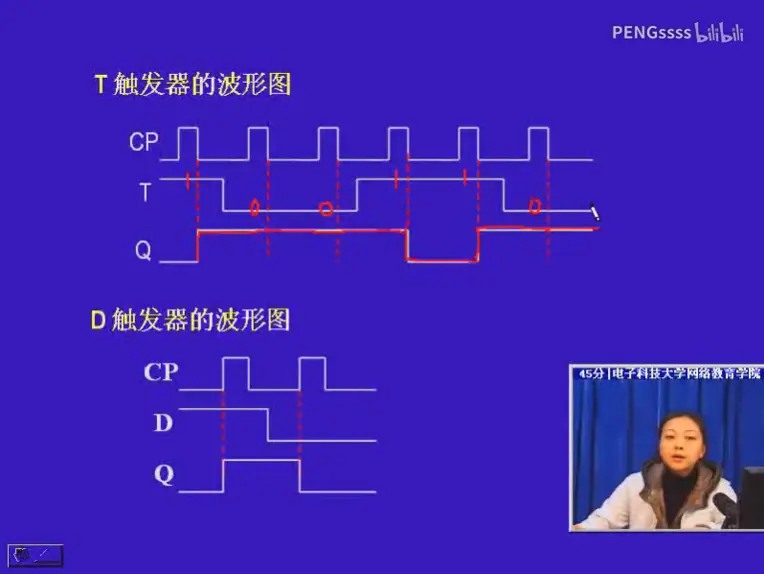 PENGssss bilibili
T 触发器的波形图
CP
T
1 0 0 1 1 0
Q
D 触发器的波形图
CP
D
Q
45分|电子科技大学网络教育学院